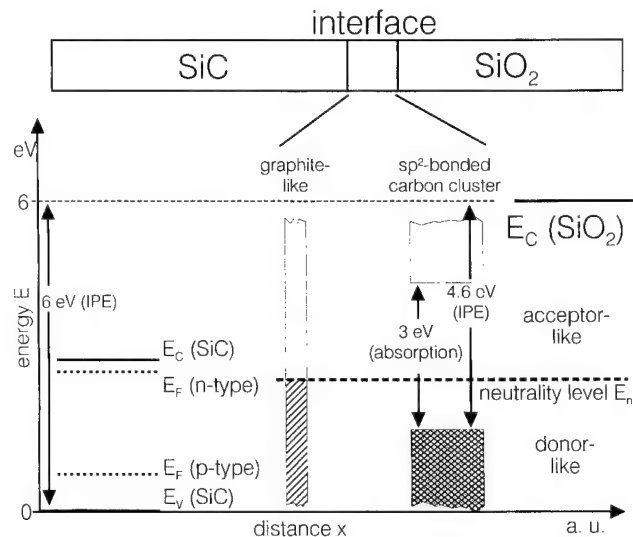 interface
SiC
SiO₂
eV
graphite-
like
sp²-bonded
carbon cluster
6
E_C (SiO₂)
6 eV (IPE)
4.6 eV
(IPE)
3 eV
(absorption)
acceptor-
like
energy E
E_C (SiC)
E_F (n-type)
neutrality level E_n
donor-
like
E_F (p-type)
E_V (SiC)
0
distance x
a. u.